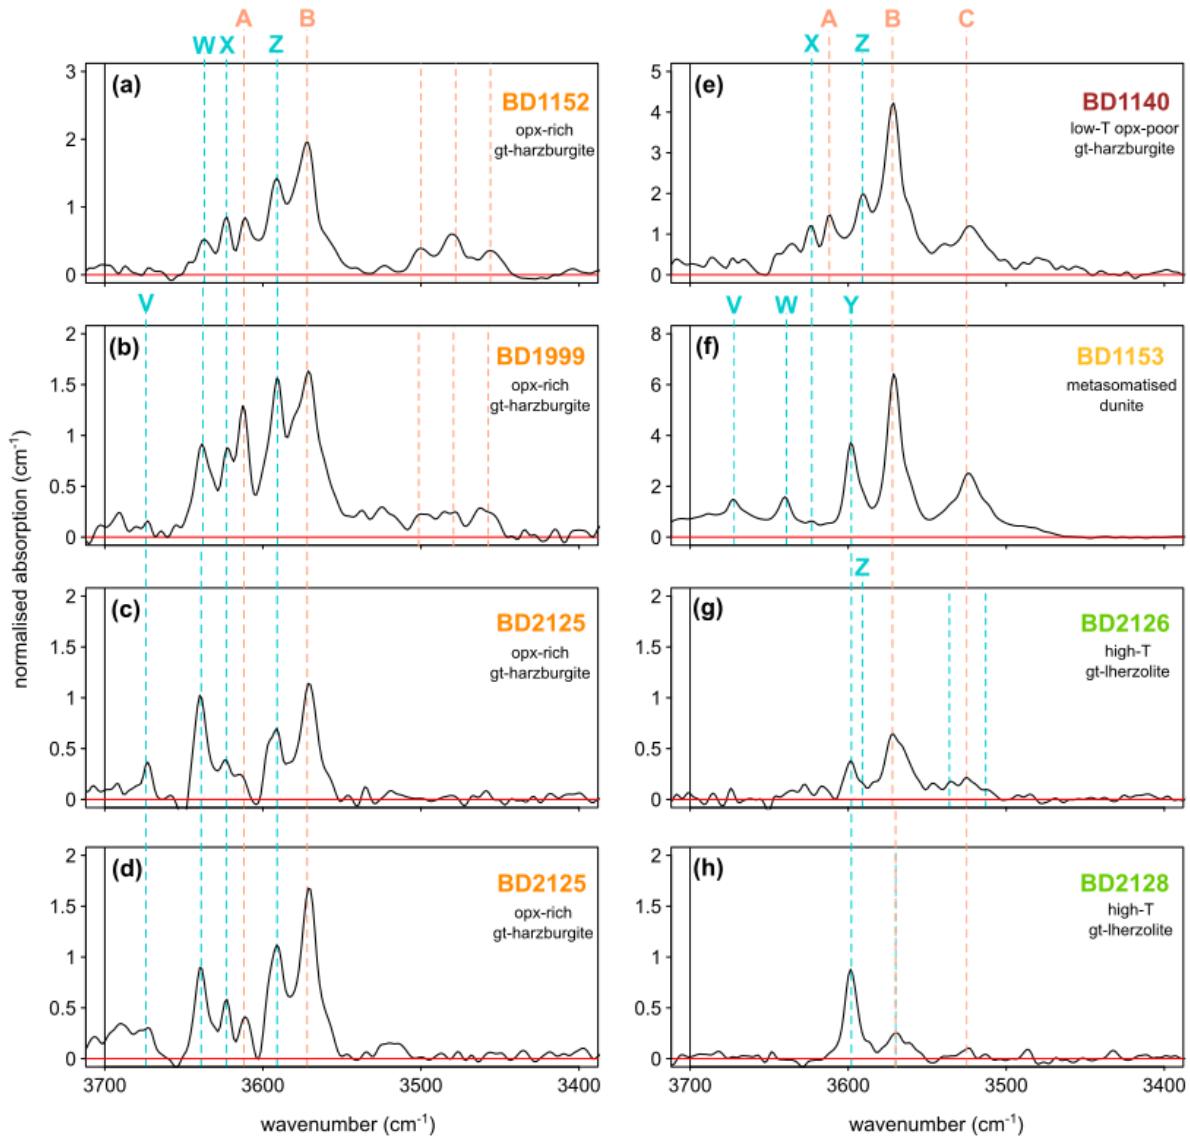 W X A B Z
X A B C Z
(a)
BD1152
opx-rich
gt-harzburgite
3
2
1
0
(e)
BD1140
low-T opx-poor
gt-harzburgite
5
4
3
2
1
0
V
(b)
BD1999
opx-rich
gt-harzburgite
2
1.5
1
0.5
0
V W Y
(f)
BD1153
metasomatised
dunite
8
6
4
2
0
(c)
BD2125
opx-rich
gt-harzburgite
2
1.5
1
0.5
0
Z
(g)
BD2126
high-T
gt-lherzolite
2
1.5
1
0.5
0
(d)
BD2125
opx-rich
gt-harzburgite
2
1.5
1
0.5
0
(h)
BD2128
high-T
gt-lherzolite
2
1.5
1
0.5
0
3700 3600 3500 3400
3700 3600 3500 3400
wavenumber (cm⁻¹)
wavenumber (cm⁻¹)
normalised absorption (cm⁻¹)